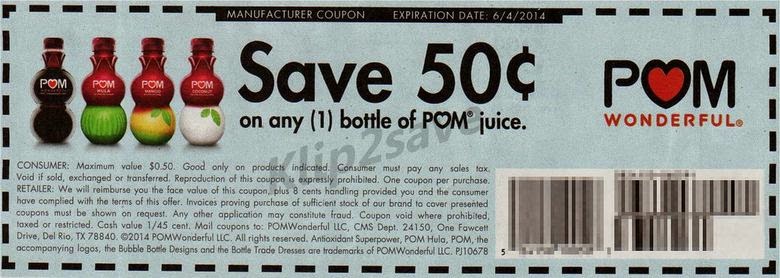 MANUFACTURER COUPON EXPIRATION DATE: 6/4/2014
Save 50¢
on any (1) bottle of POM® juice.
POM
WONDERFUL®
POM
POM
HULA
POM
MANGO
POM
COCONUT
Klip2save
CONSUMER: Maximum value $0.50. Good only on products indicated. Consumer must pay any sales tax.
Void if sold, exchanged or transferred. Reproduction of this coupon is expressly prohibited. One coupon per purchase.
RETAILER: We will reimburse you the face value of this coupon, plus 8 cents handling provided you and the consumer
have complied with the terms of this offer. Invoices proving purchase of sufficient stock of our brand to cover presented
coupons must be shown on request. Any other application may constitute fraud. Coupon void where prohibited,
taxed or restricted. Cash value 1/45 cent. Mail coupons to: POMWonderful LLC, CMS Dept. 24150, One Fawcett
Drive, Del Rio, TX 78840. ©2014 POMWonderful LLC. All rights reserved. Antioxidant Superpower, POM Hula, POM, the
accompanying logos, the Bubble Bottle Designs and the Bottle Trade Dresses are trademarks of POMWonderful LLC. PJ10678
5